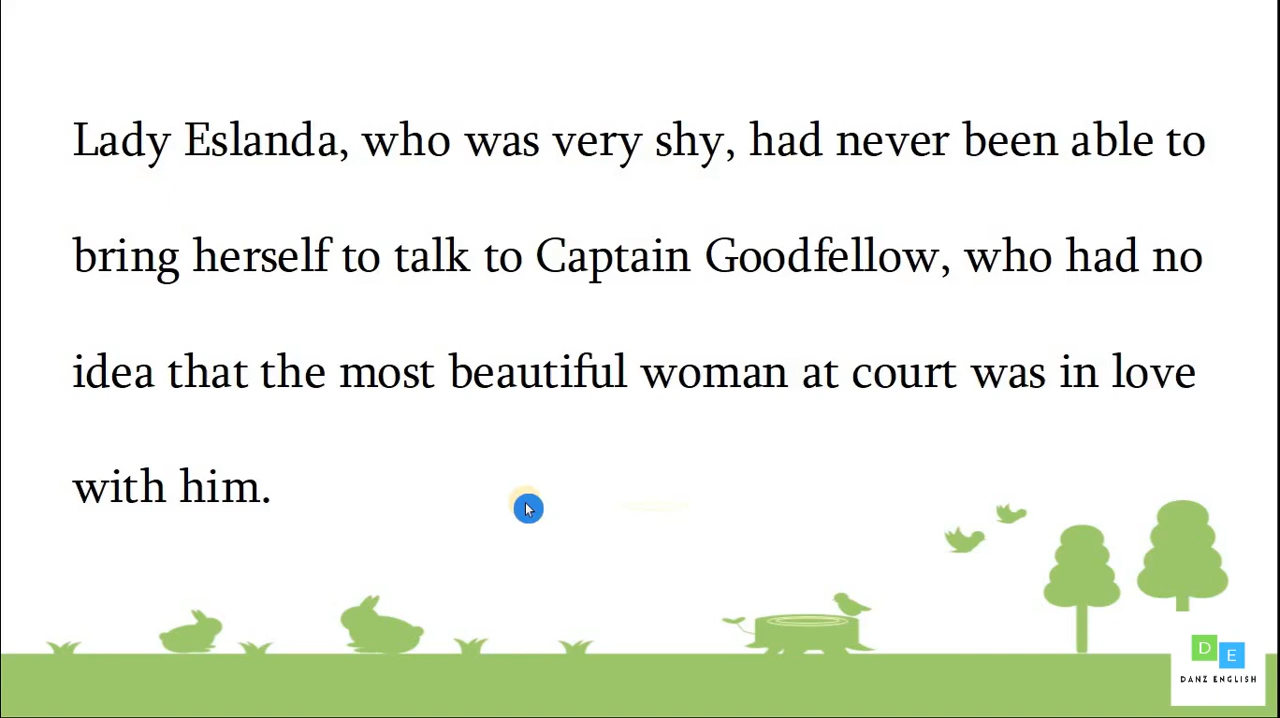 Lady Eslanda, who was very shy, had never been able to
bring herself to talk to Captain Goodfellow, who had no
idea that the most beautiful woman at court was in love
with him.
D E
DANZ ENGLISH